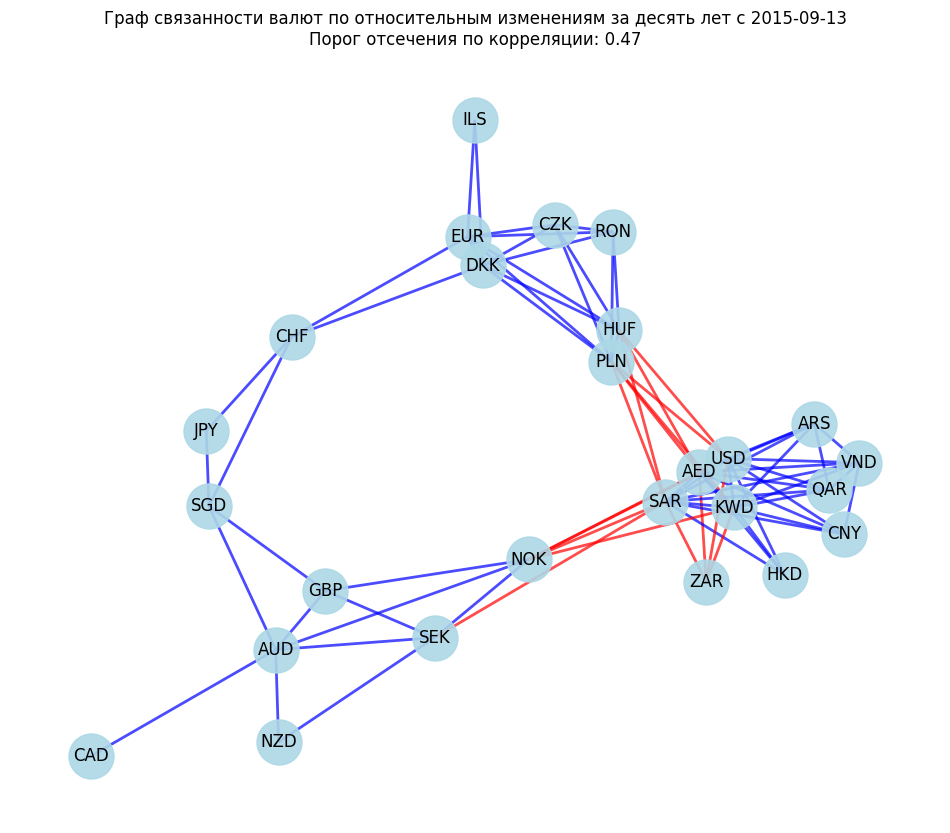 Граф связанности валют по относительным изменениям за десять лет с 2015-09-13
Порог отсечения по корреляции: 0.47
ILS
CZK
RON
EUR
DKK
HUF
CHF
PLN
ARS
JPY
USD
VND
AED
QAR
SAR
KWD
SGD
CNY
NOK
HKD
ZAR
GBP
SEK
AUD
NZD
CAD